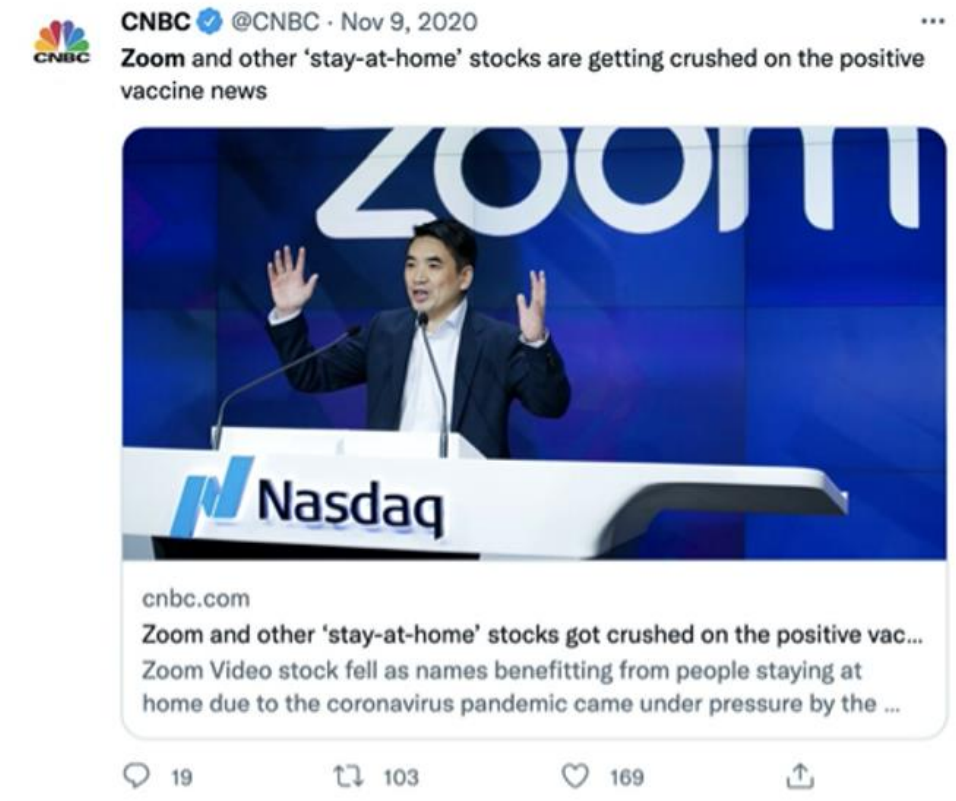 CNBC @CNBC · Nov 9, 2020
CNBC
Zoom and other ‘stay-at-home’ stocks are getting crushed on the positive
vaccine news
zoom
Nasdaq
cnbc.com
Zoom and other ‘stay-at-home’ stocks got crushed on the positive vac...
Zoom Video stock fell as names benefitting from people staying at
home due to the coronavirus pandemic came under pressure by the ...
19 103 169